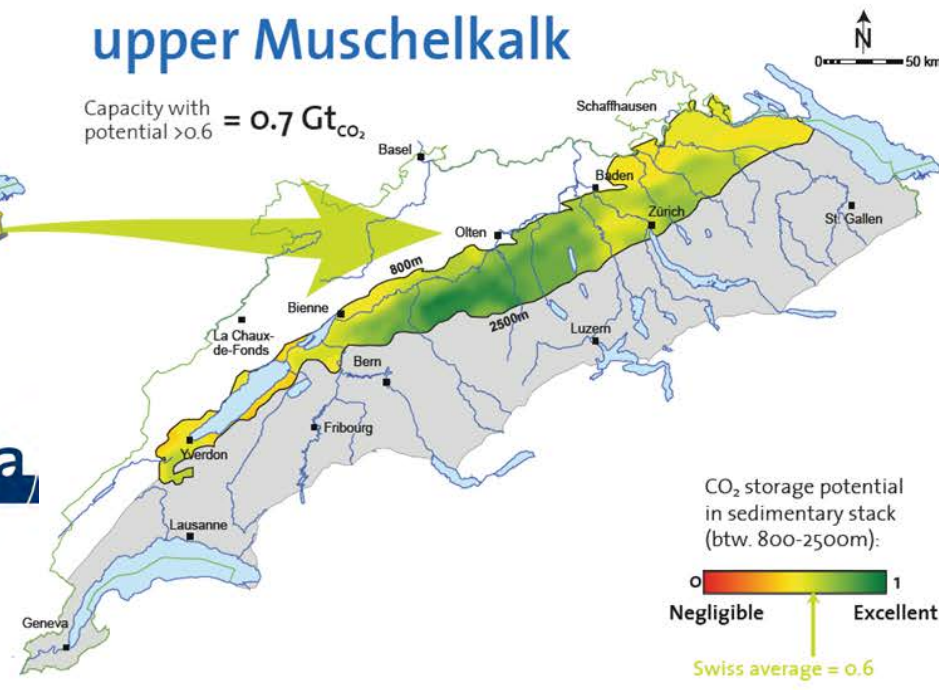 upper Muschelkalk
N
0 50 km
Capacity with
potential >0.6 = 0.7 Gt CO₂
Schaffhausen
Basel
Baden
Zürich
St. Gallen
Olten
800m
Bienne
2500m
La Chaux-
de-Fonds
Luzern
Bern
Fribourg
Yverdon
a
Lausanne
Geneva
CO₂ storage potential
in sedimentary stack
(btw. 800-2500m):
0 1
Negligible Excellent
Swiss average = 0.6